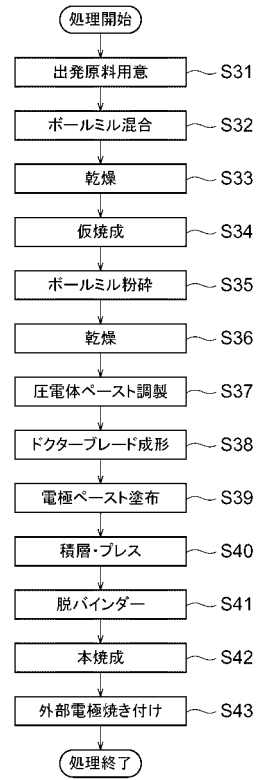 処理開始
出発原料用意 S31
ボールミル混合 S32
乾燥 S33
仮焼成 S34
ボールミル粉砕 S35
乾燥 S36
圧電体ペースト調製 S37
ドクターブレード成形 S38
電極ペースト塗布 S39
積層・プレス S40
脱バインダー S41
本焼成 S42
外部電極焼き付け S43
処理終了